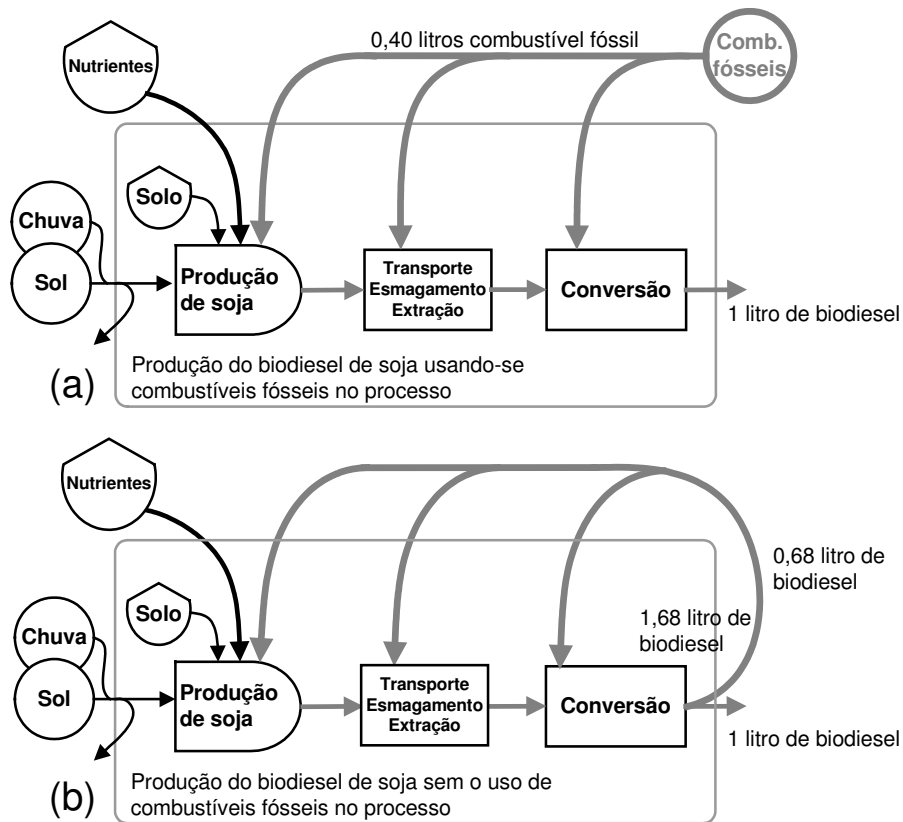 0,40 litros combustível fóssil
Comb.
fósseis
Nutrientes
Solo
Chuva
Sol
Produção
de soja
Transporte
Esmagamento
Extração
Conversão
1 litro de biodiesel
(a)
Produção do biodiesel de soja usando-se
combustíveis fósseis no processo
Nutrientes
0,68 litro de
biodiesel
Solo
1,68 litro de
biodiesel
Chuva
Sol
Produção
de soja
Transporte
Esmagamento
Extração
Conversão
1 litro de biodiesel
(b)
Produção do biodiesel de soja sem o uso de
combustíveis fósseis no processo